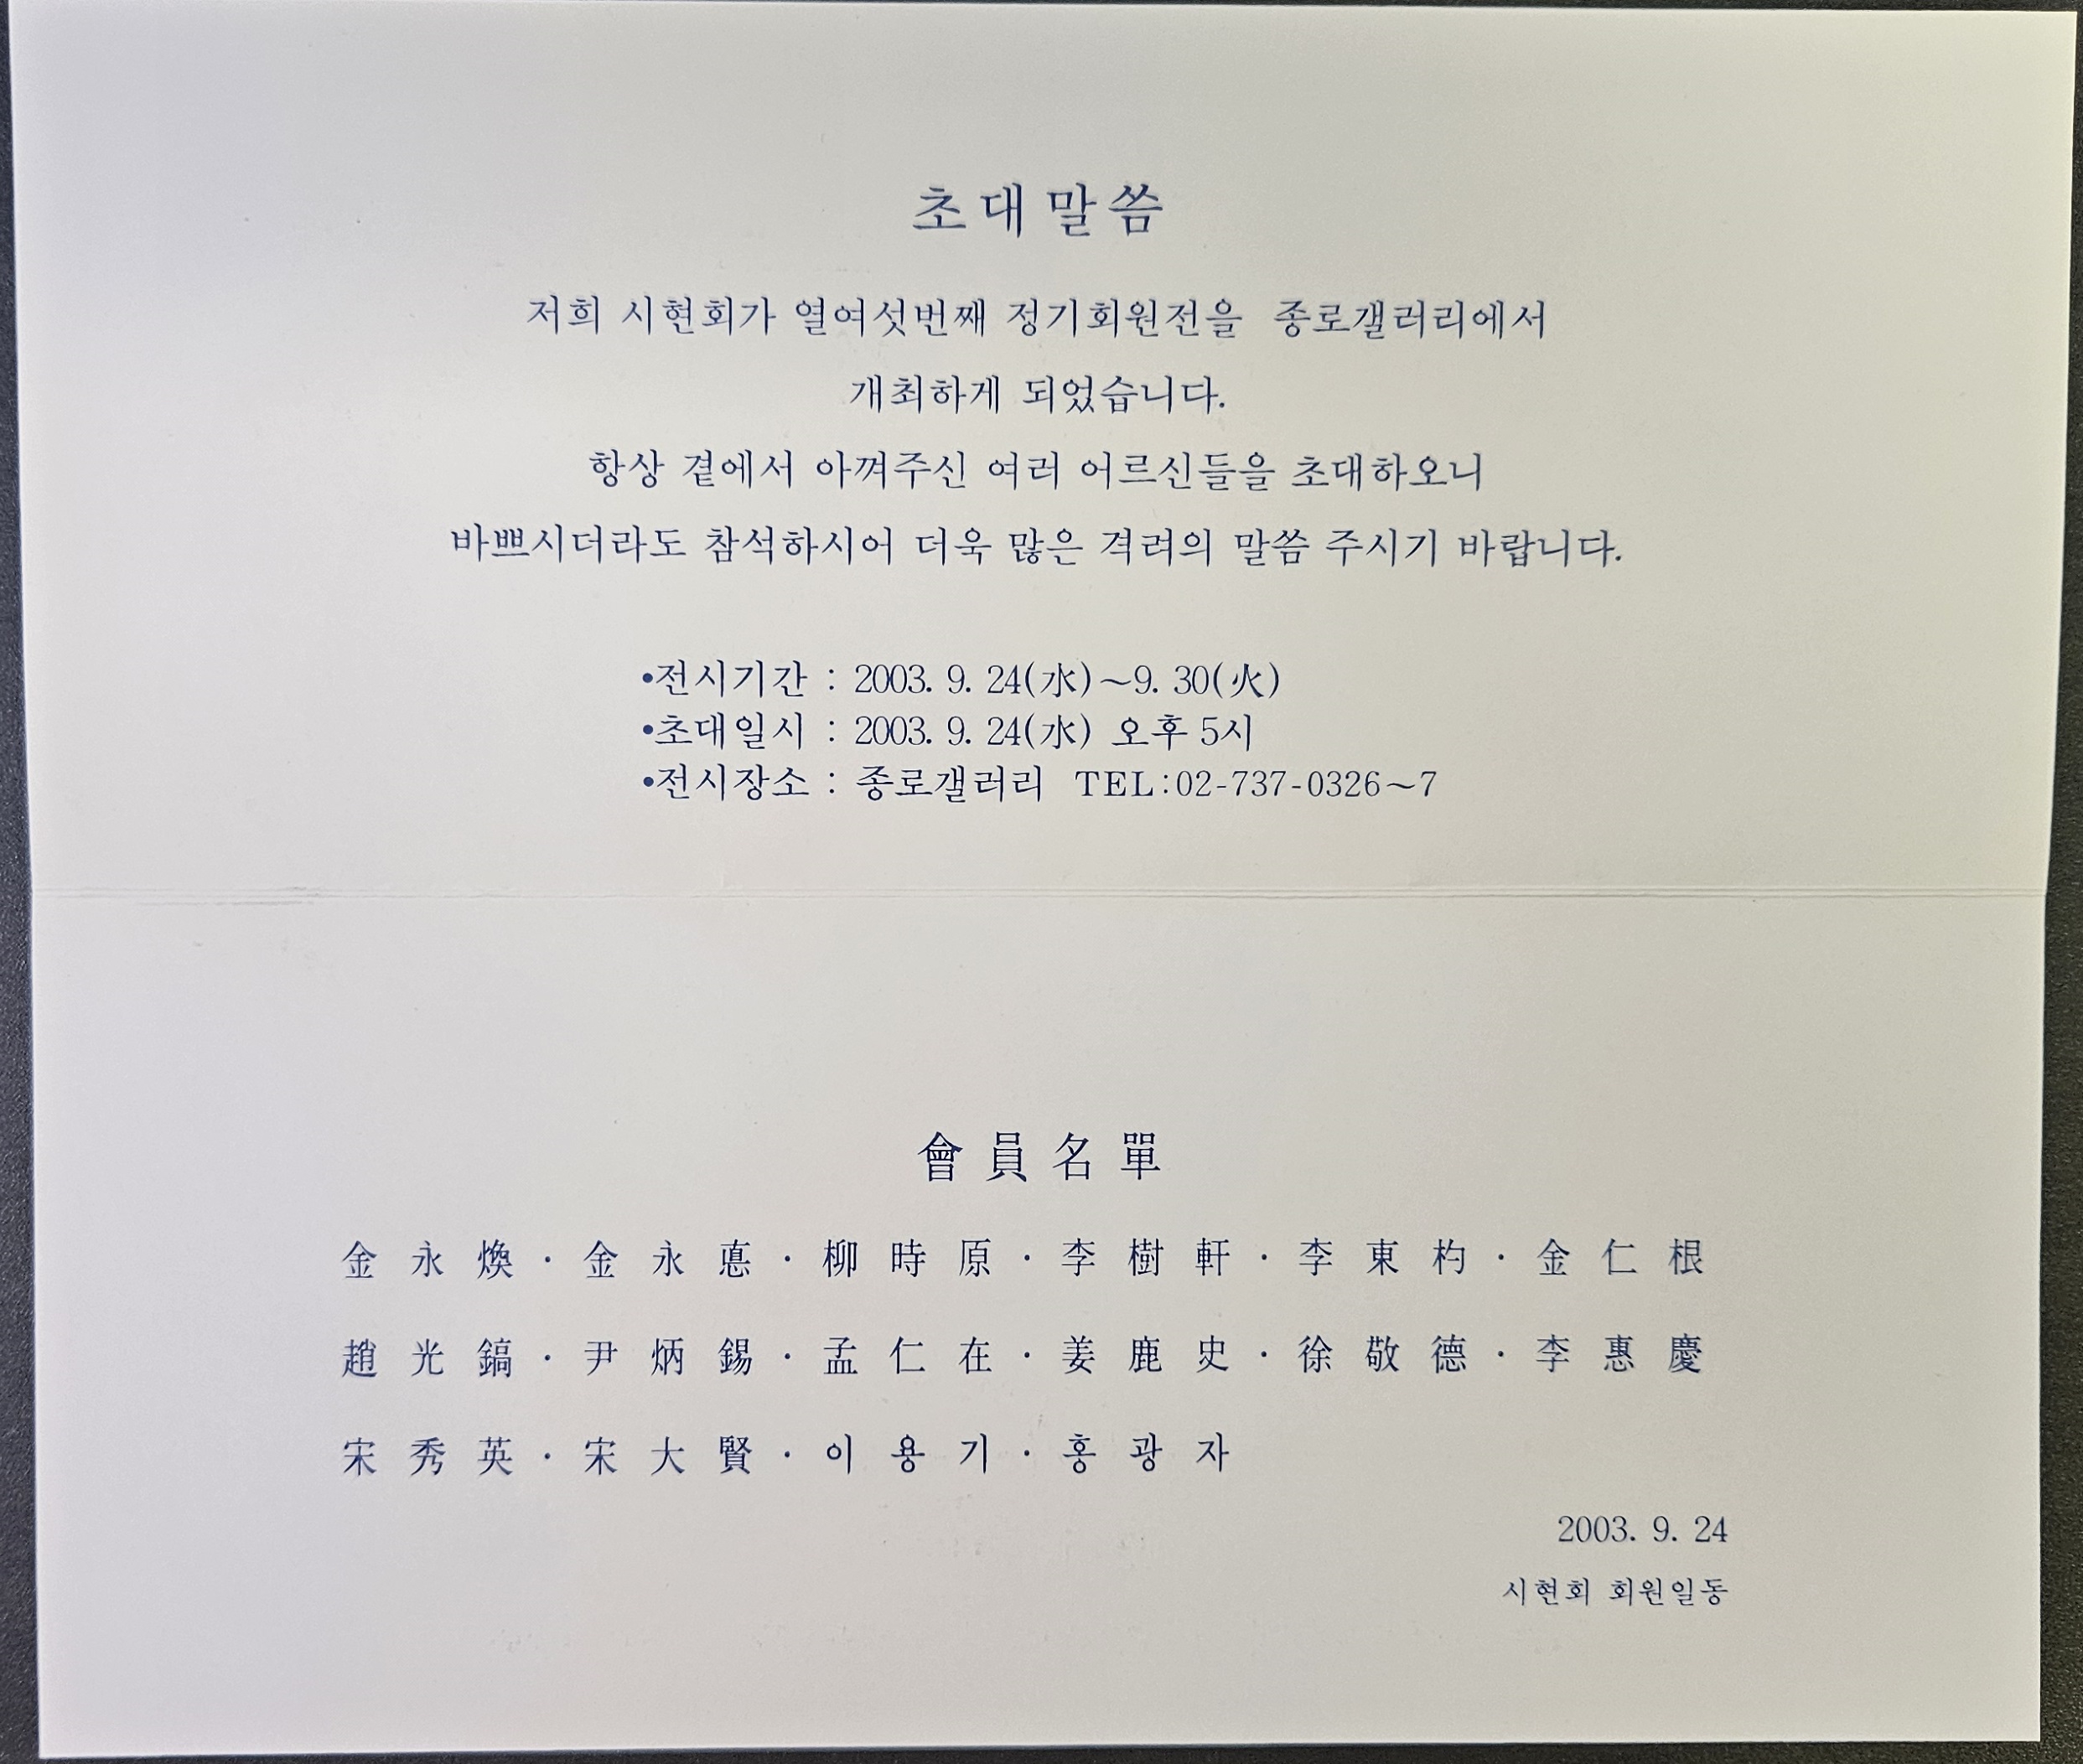 초대말씀
저희 시현회가 열여섯번째 정기회원전을 종로갤러리에서
개최하게 되었습니다.
항상 곁에서 아껴주신 여러 어르신들을 초대하오니
바쁘시더라도 참석하시어 더욱 많은 격려의 말씀 주시기 바랍니다.
•전시기간 : 2003. 9. 24(水)~9. 30(火)
•초대일시 : 2003. 9. 24(水) 오후 5시
•전시장소 : 종로갤러리 TEL:02-737-0326~7
會員名單
金永煥·金永悳·柳時原·李樹軒·李東杓·金仁根
趙光鎬·尹炳錫·孟仁在·姜鹿史·徐敬德·李惠慶
宋秀英·宋大賢·이용기·홍광자
2003. 9. 24
시현회 회원일동